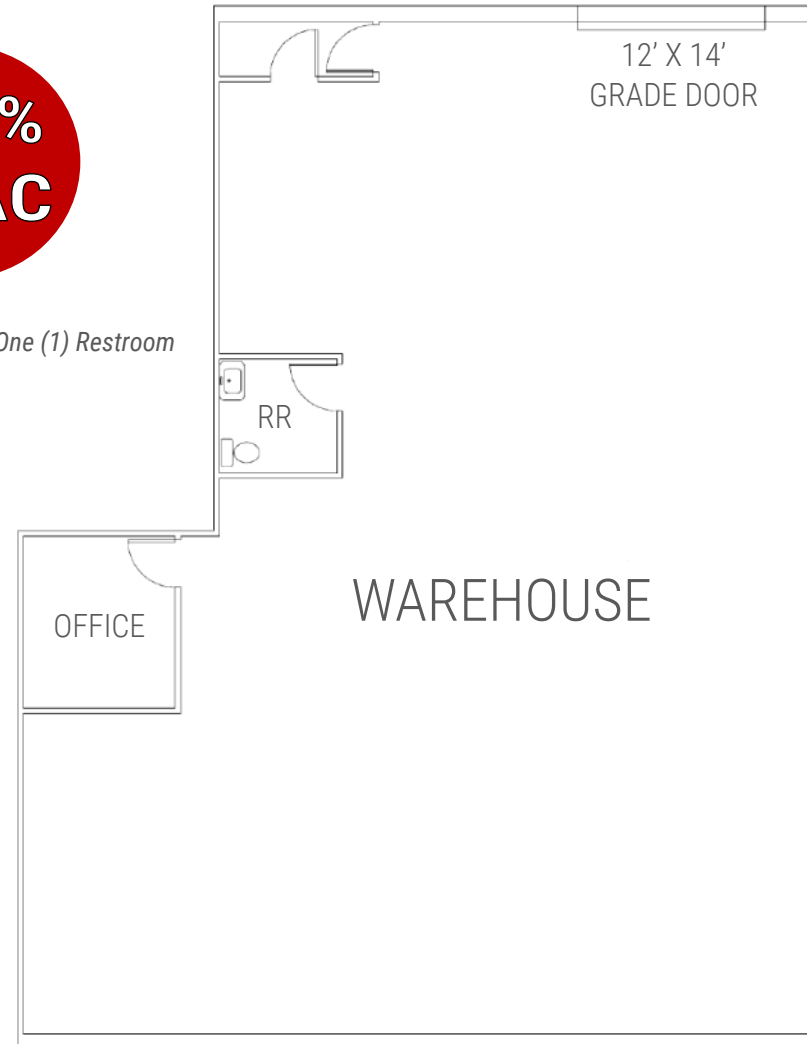 12’ X 14’
GRADE DOOR
%
AC
One (1) Restroom
RR
WAREHOUSE
OFFICE